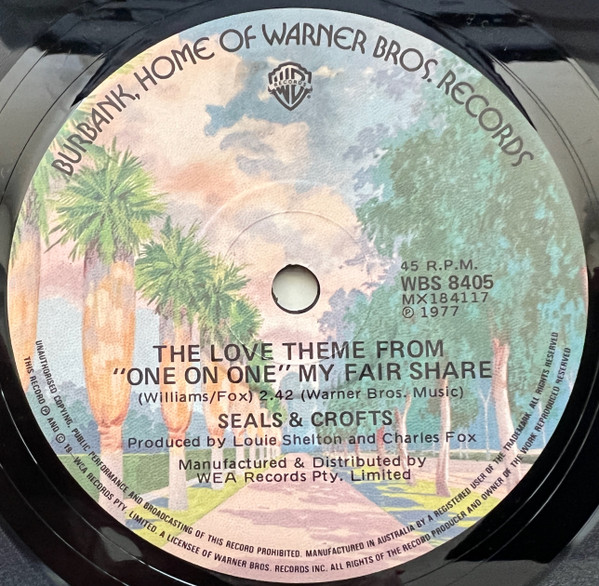 BURBANK, HOME OF WARNER BROS. RECORDS
WB
RECORDS
45 R.P.M.
WBS 8405
MX184117
℗ 1977
THE LOVE THEME FROM
"ONE ON ONE" MY FAIR SHARE
(Williams/Fox) 2.42 (Warner Bros. Music)
SEALS & CROFTS
Produced by Louie Shelton and Charles Fox
Manufactured & Distributed by
WEA Records Pty. Limited
UNAUTHORISED COPYING, PUBLIC PERFORMANCE AND BROADCASTING OF THIS RECORD PROHIBITED. MANUFACTURED IN AUSTRALIA BY A REGISTERED USER OF THE TRADEMARK. ALL RIGHTS RESERVED
THIS RECORD ℗ AND © WEA RECORDS PTY. LIMITED. A LICENSEE OF WARNER BROS. RECORDS INC. ALL RIGHTS OF THE RECORD PRODUCER AND OWNER OF THE WORK REPRODUCED RESERVED